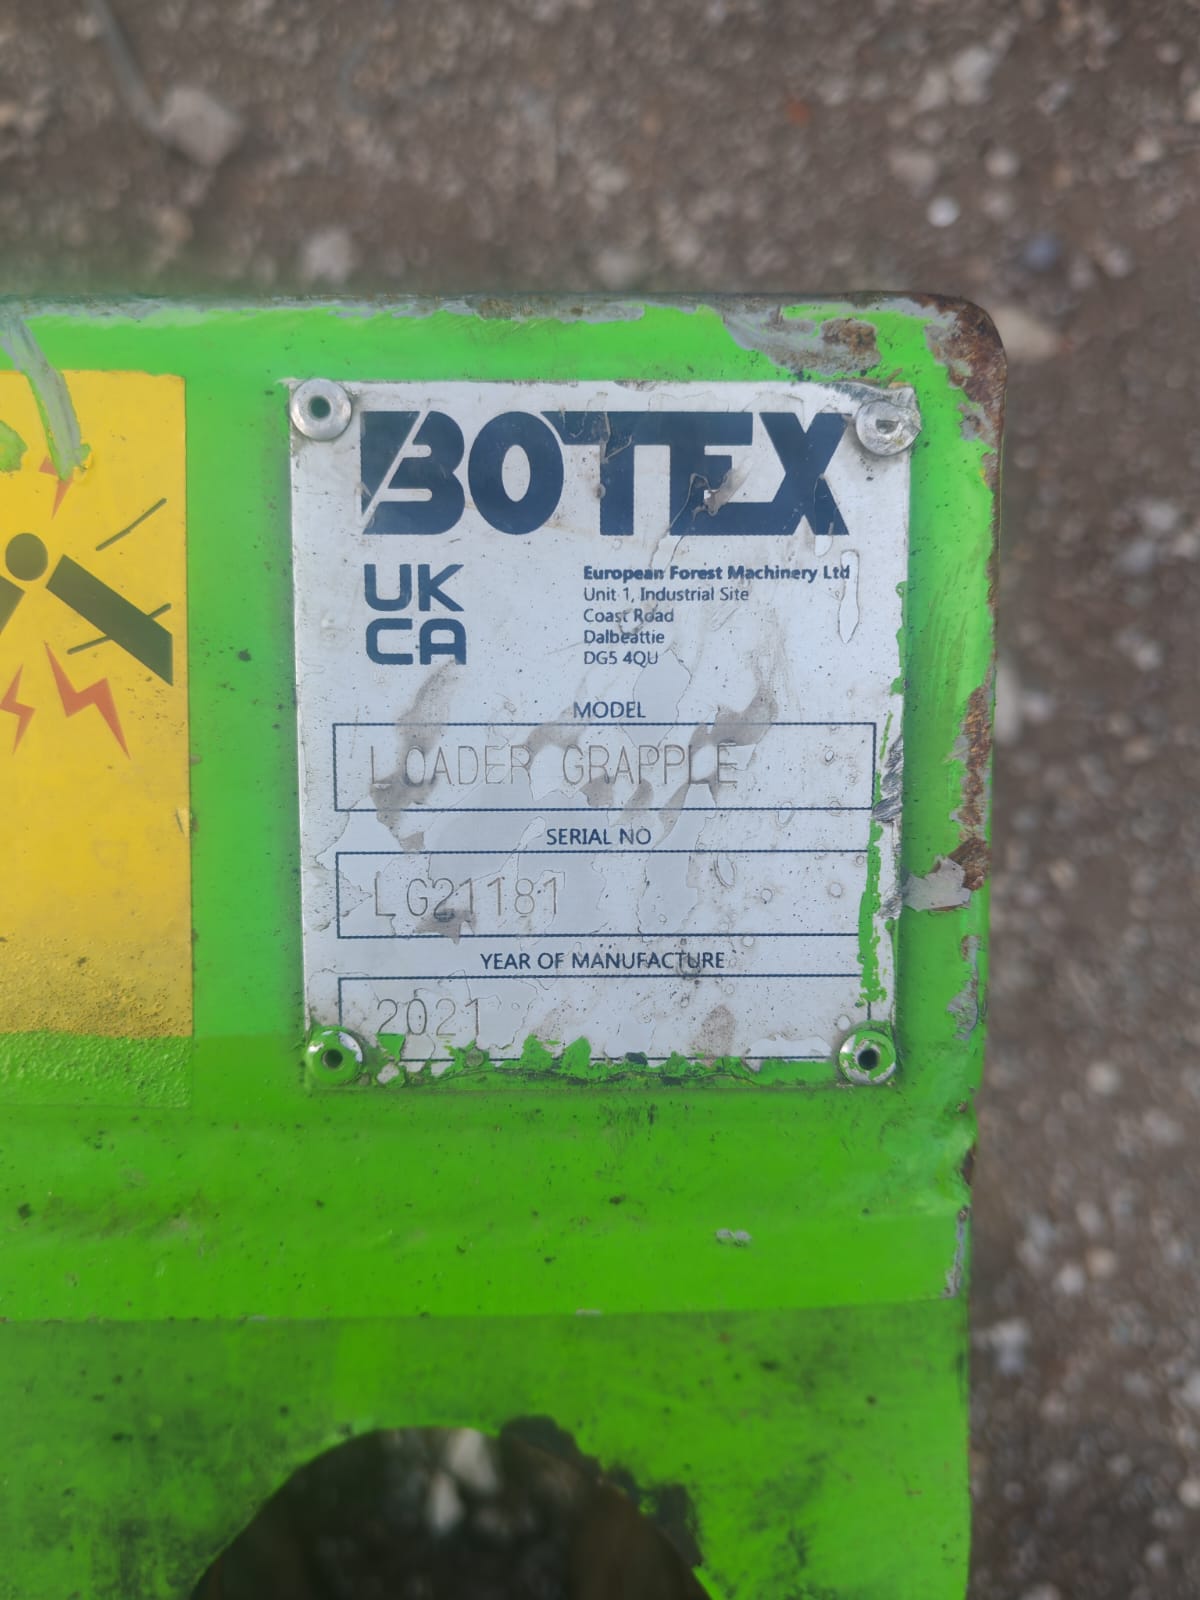 BOTEX
UK
CA
European Forest Machinery Ltd
Unit 1, Industrial Site
Coast Road
Dalbeattie
DG5 4QU
MODEL
LOADER GRAPPLE
SERIAL NO
LG21181
YEAR OF MANUFACTURE
2021